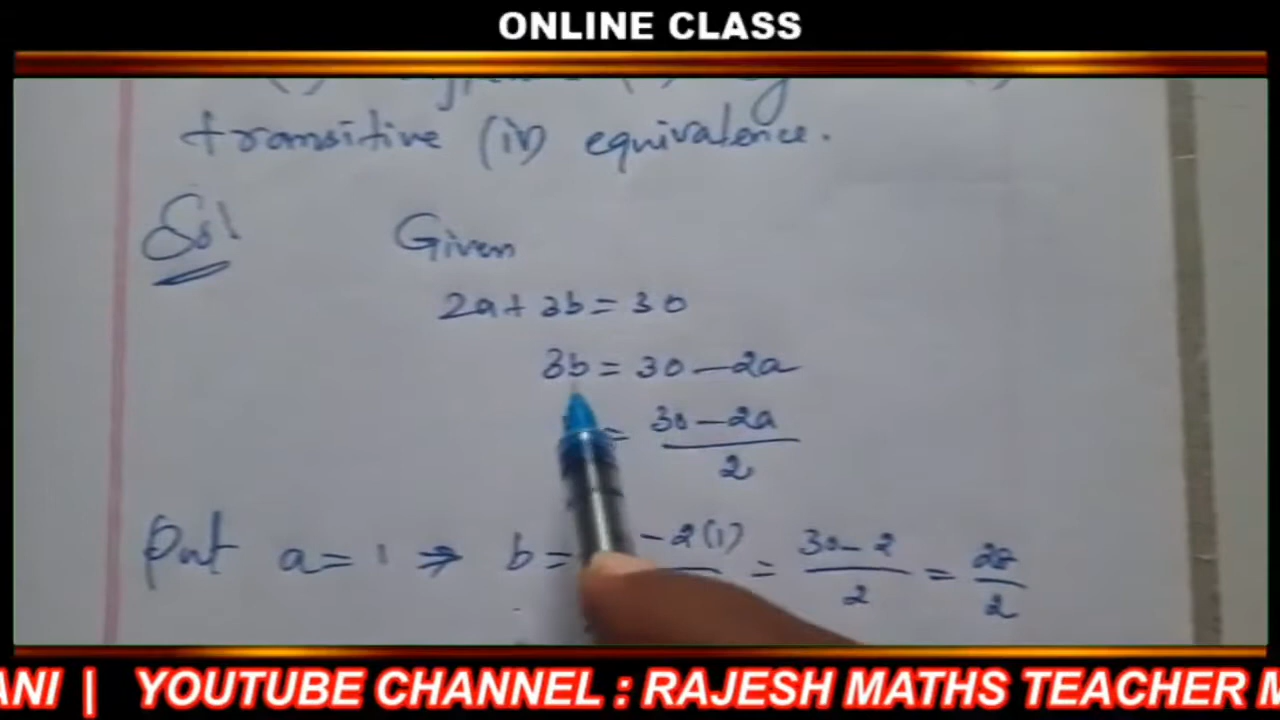 ONLINE CLASS
transitive (iv) equivalence.
Sol Given
2a + 3b = 30
3b = 30 - 2a
= 30 - 2a / 2
Put a = 1 ⇒ b = - 2(1) = 30 - 2 / 2 = 28 / 2
ANI | YOUTUBE CHANNEL : RAJESH MATHS TEACHER M